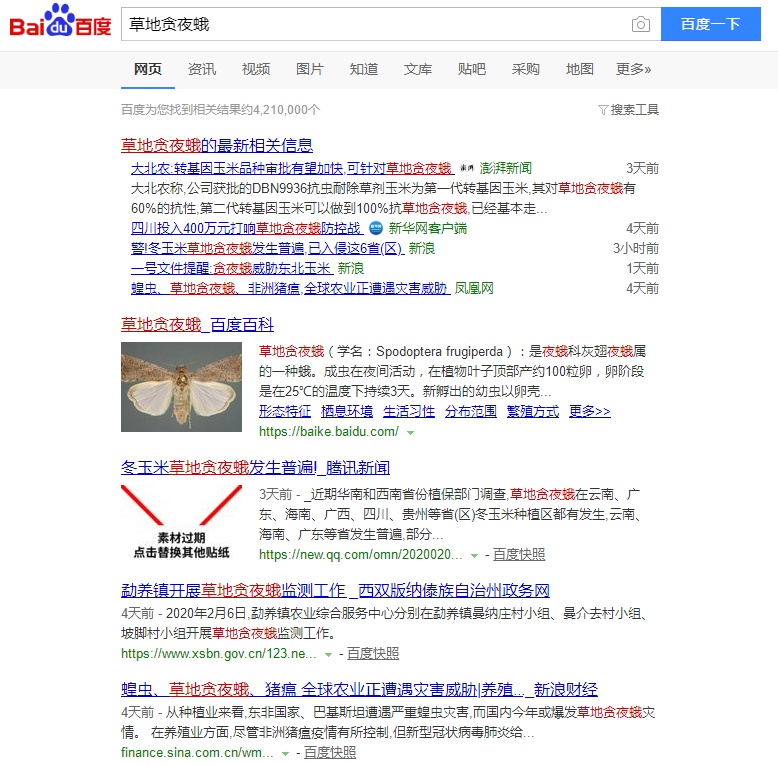 Bai du 百度
草地贪夜蛾
百度一下
网页 资讯 视频 图片 知道 文库 贴吧 采购 地图 更多»
百度为您找到相关结果约4,210,000个
搜索工具
草地贪夜蛾的最新相关信息
大北农:转基因玉米品种审批有望加快,可针对草地贪夜蛾 澎湃新闻 3天前
大北农称,公司获批的DBN9936抗虫耐除草剂玉米为第一代转基因玉米,其对草地贪夜蛾有
60%的抗性,第二代转基因玉米可以做到100%抗草地贪夜蛾,已经基本走...
四川投入400万元打响草地贪夜蛾防控战 新华网客户端 4天前
警!冬玉米草地贪夜蛾发生普遍,已入侵这6省(区) 新浪 3小时前
一号文件提醒:贪夜蛾威胁东北玉米 新浪 1天前
蝗虫、草地贪夜蛾、非洲猪瘟,全球农业正遭遇灾害威胁 凤凰网 4天前
草地贪夜蛾_百度百科
草地贪夜蛾（学名：Spodoptera frugiperda）：是夜蛾科灰翅夜蛾属
的一种蛾。成虫在夜间活动，在植物叶子顶部产约100粒卵，卵阶段
是在25℃的温度下持续3天。新孵出的幼虫以卵壳...
形态特征 栖息环境 生活习性 分布范围 繁殖方式 更多>>
https://baike.baidu.com/
冬玉米草地贪夜蛾发生普遍!_腾讯新闻
素材过期
点击替换其他贴纸
3天前 - _近期华南和西南省份植保部门调查,草地贪夜蛾在云南、广
东、海南、广西、四川、贵州等省(区)冬玉米种植区都有发生,云南、
海南、广东等省发生普遍,部分...
https://new.qq.com/omn/2020020... - 百度快照
勐养镇开展草地贪夜蛾监测工作 _西双版纳傣族自治州政务网
4天前 - 2020年2月6日,勐养镇农业综合服务中心分别在勐养镇曼纳庄村小组、曼介去村小组、
坡脚村小组开展草地贪夜蛾监测工作。
https://www.xsbn.gov.cn/123.ne... - 百度快照
蝗虫、草地贪夜蛾、猪瘟 全球农业正遭遇灾害威胁|养殖..._新浪财经
4天前 - 从种植业来看,东非国家、巴基斯坦遭遇严重蝗虫灾害,而国内今年或爆发草地贪夜蛾灾
情。 在养殖业方面,尽管非洲猪瘟疫情有所控制,但新型冠状病毒肺炎给...
finance.sina.com.cn/wm... - 百度快照